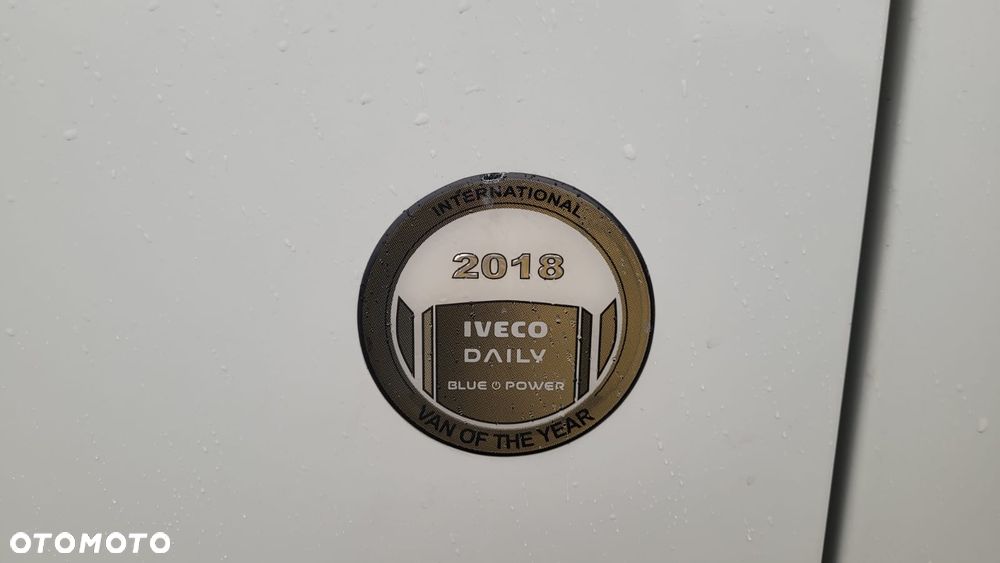 INTERNATIONAL
2018
IVECO
DAILY
BLUE POWER
VAN OF THE YEAR
OTOMOTO